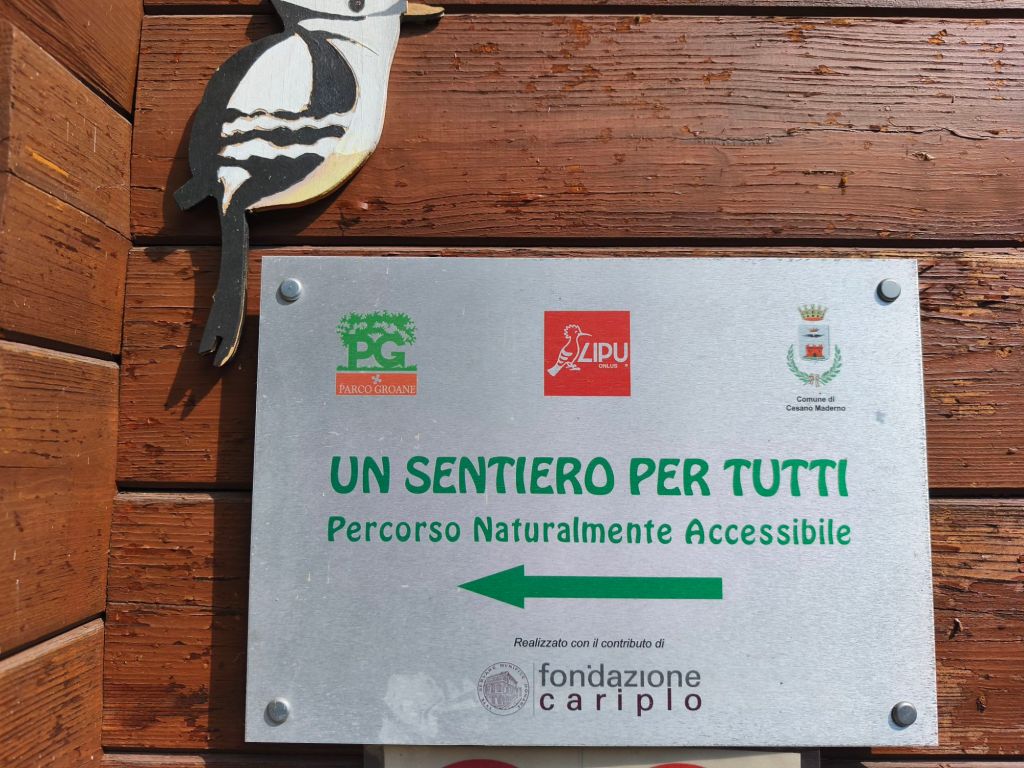 PG
PARCO GROANE
LIPU
ONLUS
Comune di
Cesano Maderno
UN SENTIERO PER TUTTI
Percorso Naturalmente Accessibile
Realizzato con il contributo di
fondazione
cariplo